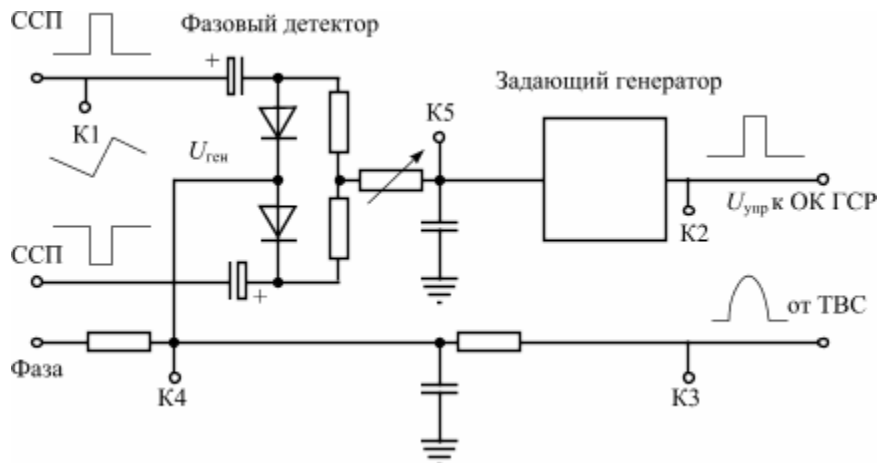 ССП
Фазовый детектор
+
Задающий генератор
К1
К5
Uген
Uупр к ОК ГСР
К2
ССП
+
от ТВС
Фаза
К4
К3